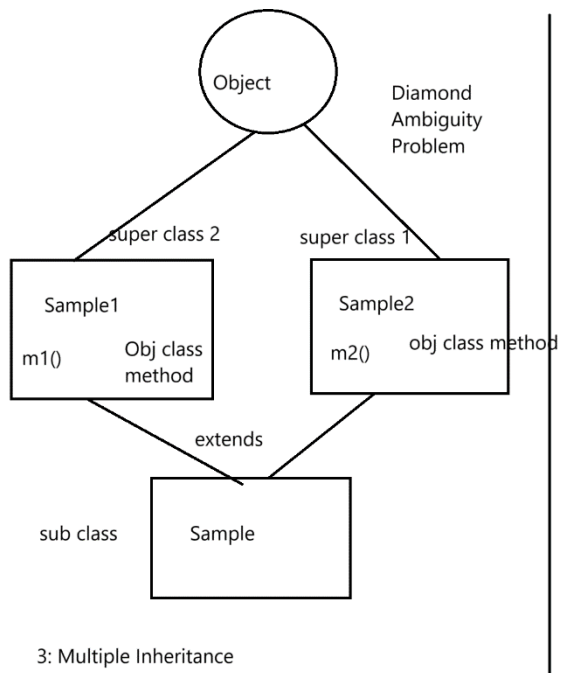 Object
Diamond
Ambiguity
Problem
super class 2
super class 1
Sample1
m1()
Obj class
method
Sample2
m2()
obj class method
extends
sub class
Sample
3: Multiple Inheritance